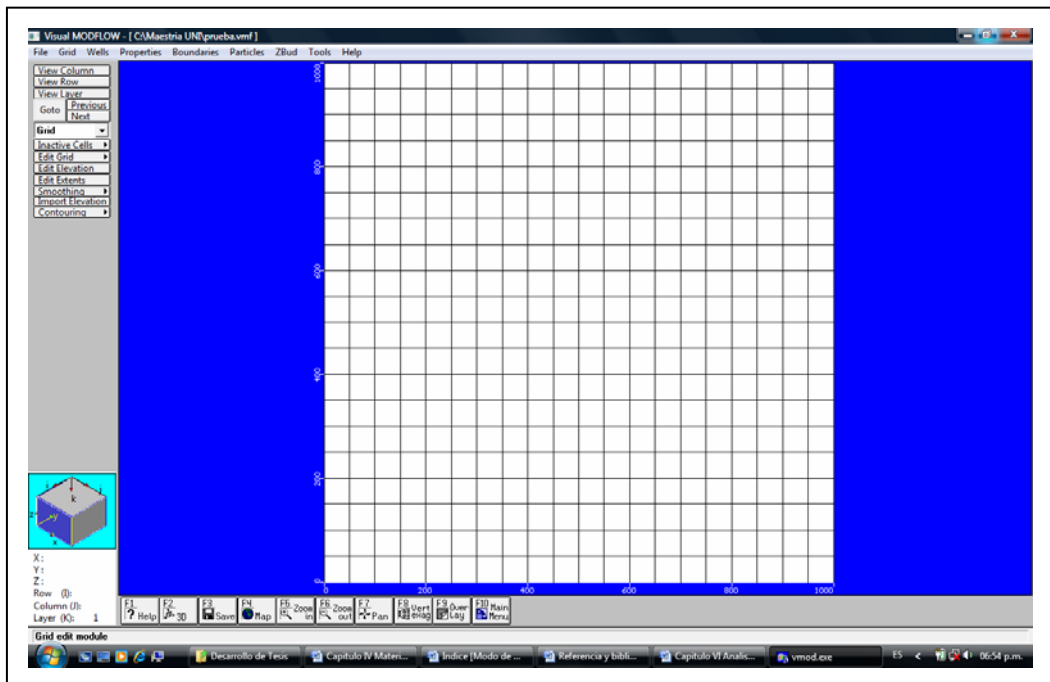 Visual MODFLOW - [ C:\Maestria UNI\prueba.vmf ]
File Grid Wells Properties Boundaries Particles ZBud Tools Help
View Column
View Row
View Layer
Goto Previous
Next
Grid
Inactive Cells
Edit Grid
Edit Elevation
Edit Extents
Smoothing
Import Elevation
Contouring
1000
800
600
400
200
0
0 200 400 600 800 1000
k
j
i
z
y
x
X :
Y :
Z :
Row (I):
Column (J):
Layer (K): 1
F1 ? Help
F2 3D
F3 Save
F4 Map
F5 Zoom in
F6 Zoom out
F7 Pan
F8 Vert exag
F9 Over lay
F10 Main Menu
Grid edit module
Desarrollo de Tesis
Capitulo IV Materi...
Indice [Modo de ...
Referencia y bibli...
Capitulo VI Analis...
vmod.exe
ES
06:54 p.m.